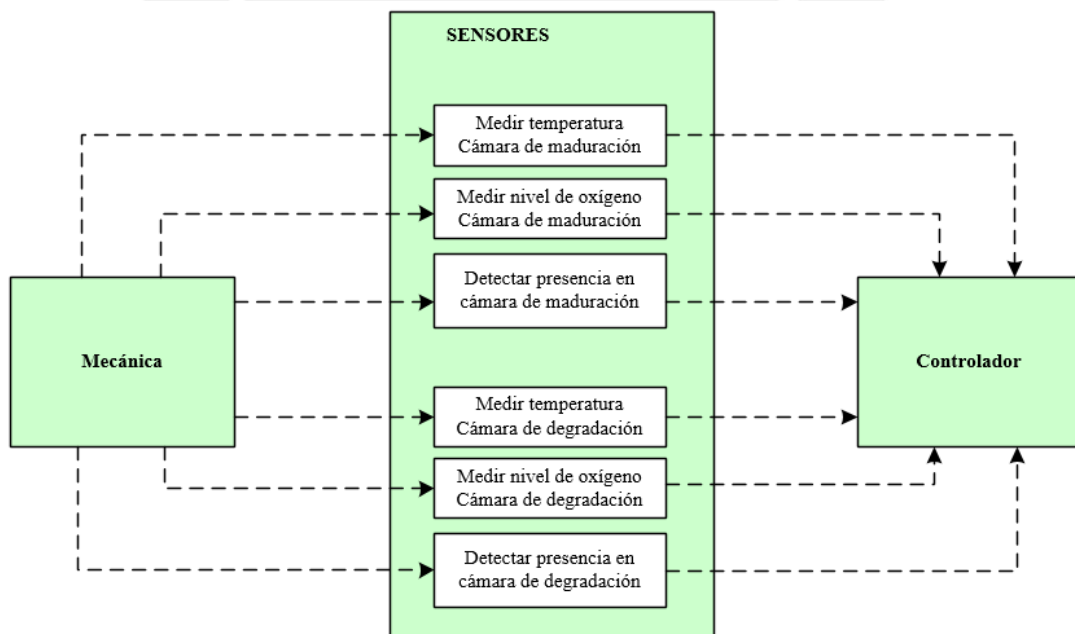 SENSORES
Medir temperatura
Cámara de maduración
Medir nivel de oxígeno
Cámara de maduración
Detectar presencia en
cámara de maduración
Mecánica
Controlador
Medir temperatura
Cámara de degradación
Medir nivel de oxígeno
Cámara de degradación
Detectar presencia en
cámara de degradación